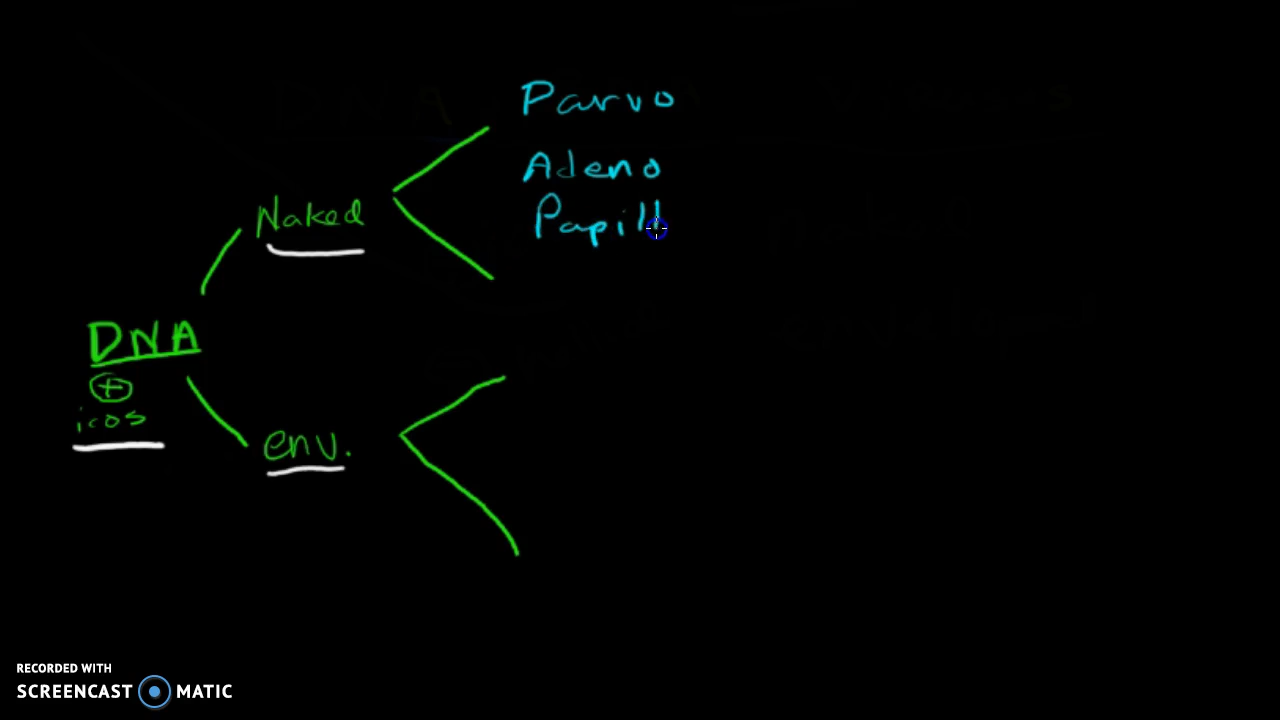 Parvo
Adeno
Papill
Naked
DNA
+
icos
env.
RECORDED WITH
SCREENCAST MATIC